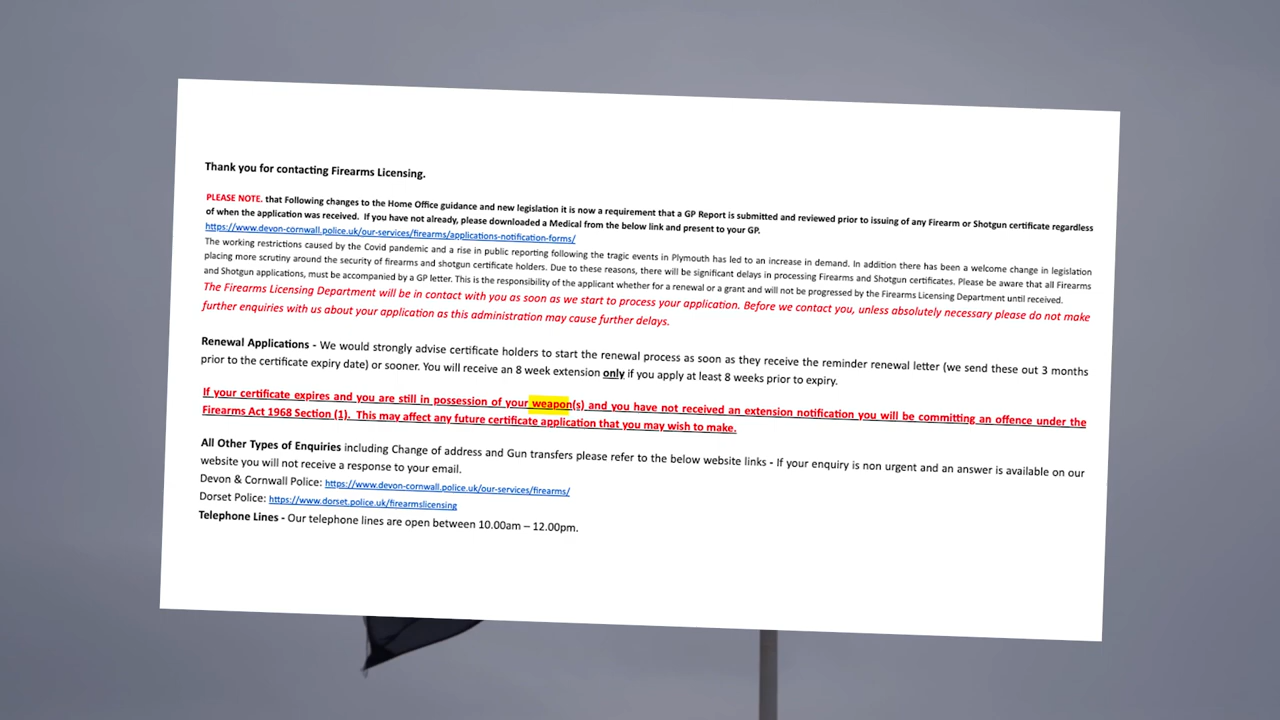 Thank you for contacting Firearms Licensing.
PLEASE NOTE. that Following changes to the Home Office guidance and new legislation it is now a requirement that a GP Report is submitted and reviewed prior to issuing of any Firearm or Shotgun certificate regardless
of when the application was received. If you have not already, please downloaded a Medical from the below link and present to your GP.
https://www.devon-cornwall.police.uk/our-services/firearms/applications-notification-forms/
The working restrictions caused by the Covid pandemic and a rise in public reporting following the tragic events in Plymouth has led to an increase in demand. In addition there has been a welcome change in legislation
placing more scrutiny around the security of firearms and shotgun certificate holders. Due to these reasons, there will be significant delays in processing Firearms and Shotgun certificates. Please be aware that all Firearms
and Shotgun applications, must be accompanied by a GP letter. This is the responsibility of the applicant whether for a renewal or a grant and will not be progressed by the Firearms Licensing Department until received.
The Firearms Licensing Department will be in contact with you as soon as we start to process your application. Before we contact you, unless absolutely necessary please do not make
further enquiries with us about your application as this administration may cause further delays.
Renewal Applications - We would strongly advise certificate holders to start the renewal process as soon as they receive the reminder renewal letter (we send these out 3 months
prior to the certificate expiry date) or sooner. You will receive an 8 week extension only if you apply at least 8 weeks prior to expiry.
If your certificate expires and you are still in possession of your weapon(s) and you have not received an extension notification you will be committing an offence under the
Firearms Act 1968 Section (1). This may affect any future certificate application that you may wish to make.
All Other Types of Enquiries including Change of address and Gun transfers please refer to the below website links - If your enquiry is non urgent and an answer is available on our
website you will not receive a response to your email.
Devon & Cornwall Police: https://www.devon-cornwall.police.uk/our-services/firearms/
Dorset Police: https://www.dorset.police.uk/firearmslicensing
Telephone Lines - Our telephone lines are open between 10.00am – 12.00pm.